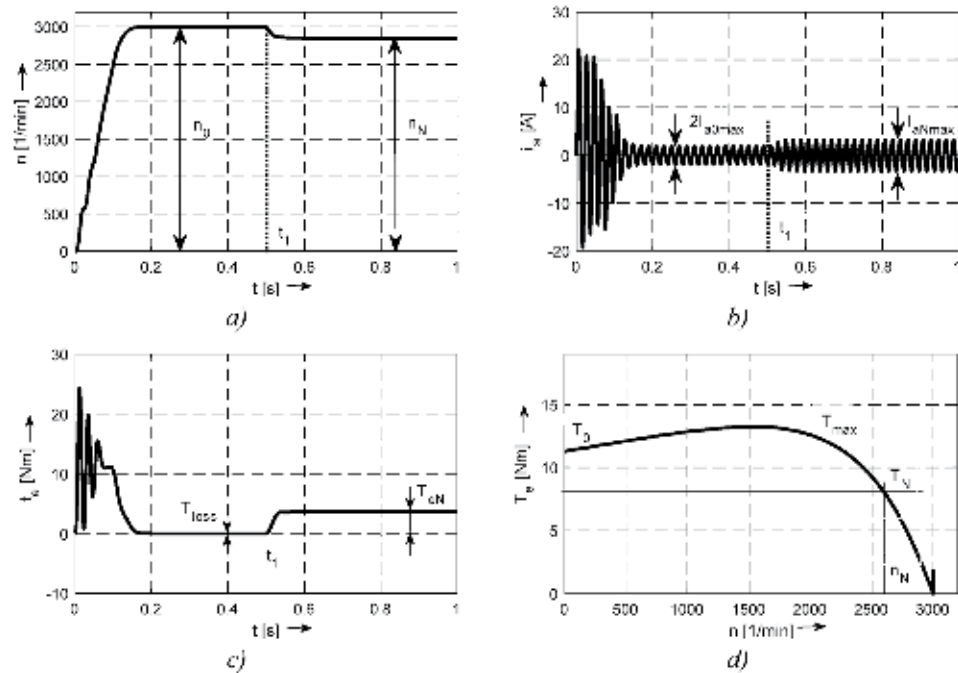 3000
2500
2000
1500
1000
500
0
n [1/min]
n0
nN
t1
0 0.2 0.4 0.6 0.8 1
t [s]
a)
30
20
10
0
-10
-20
[A]
2Ia0max
IaNmax
t1
0 0.2 0.4 0.6 0.8 1
t [s]
b)
30
20
10
0
-10
te [Nm]
Tloss
TeN
t1
0 0.2 0.4 0.6 0.8 1
t [s]
c)
15
10
5
0
Te [Nm]
T0
Tmax
TN
nN
0 500 1000 1500 2000 2500 3000
n [1/min]
d)